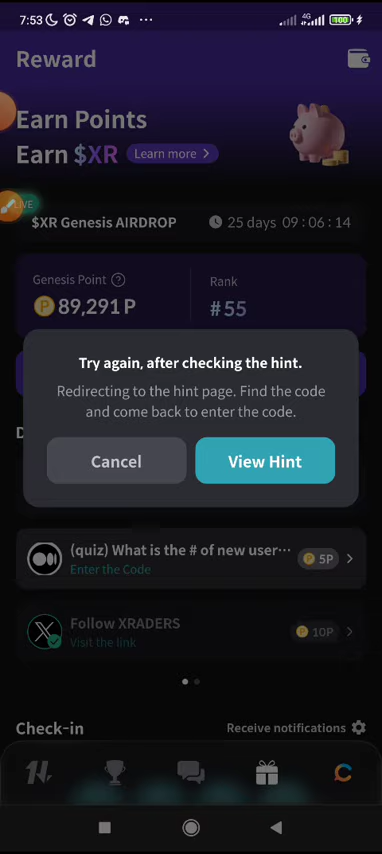 7:53
4G
100
Reward
Earn Points
Earn $XR
Learn more >
LIVE
$XR Genesis AIRDROP
25 days 09 : 06 : 14
Genesis Point ?
Rank
P 89,291 P
#55
Try again, after checking the hint.
Redirecting to the hint page. Find the code
and come back to enter the code.
Cancel
View Hint
(quiz) What is the # of new user…
P 5P
Enter the Code
Follow XRADERS
P 10P
Visit the link
Check-in
Receive notifications